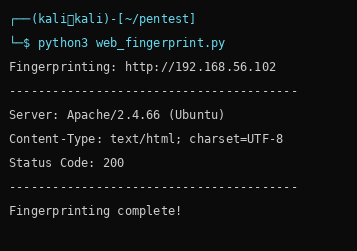 ┌──(kali㉿kali)-[~/pentest]
└─$ python3 web_fingerprint.py
Fingerprinting: http://192.168.56.102
----------------------------------------
Server: Apache/2.4.66 (Ubuntu)
Content-Type: text/html; charset=UTF-8
Status Code: 200
----------------------------------------
Fingerprinting complete!